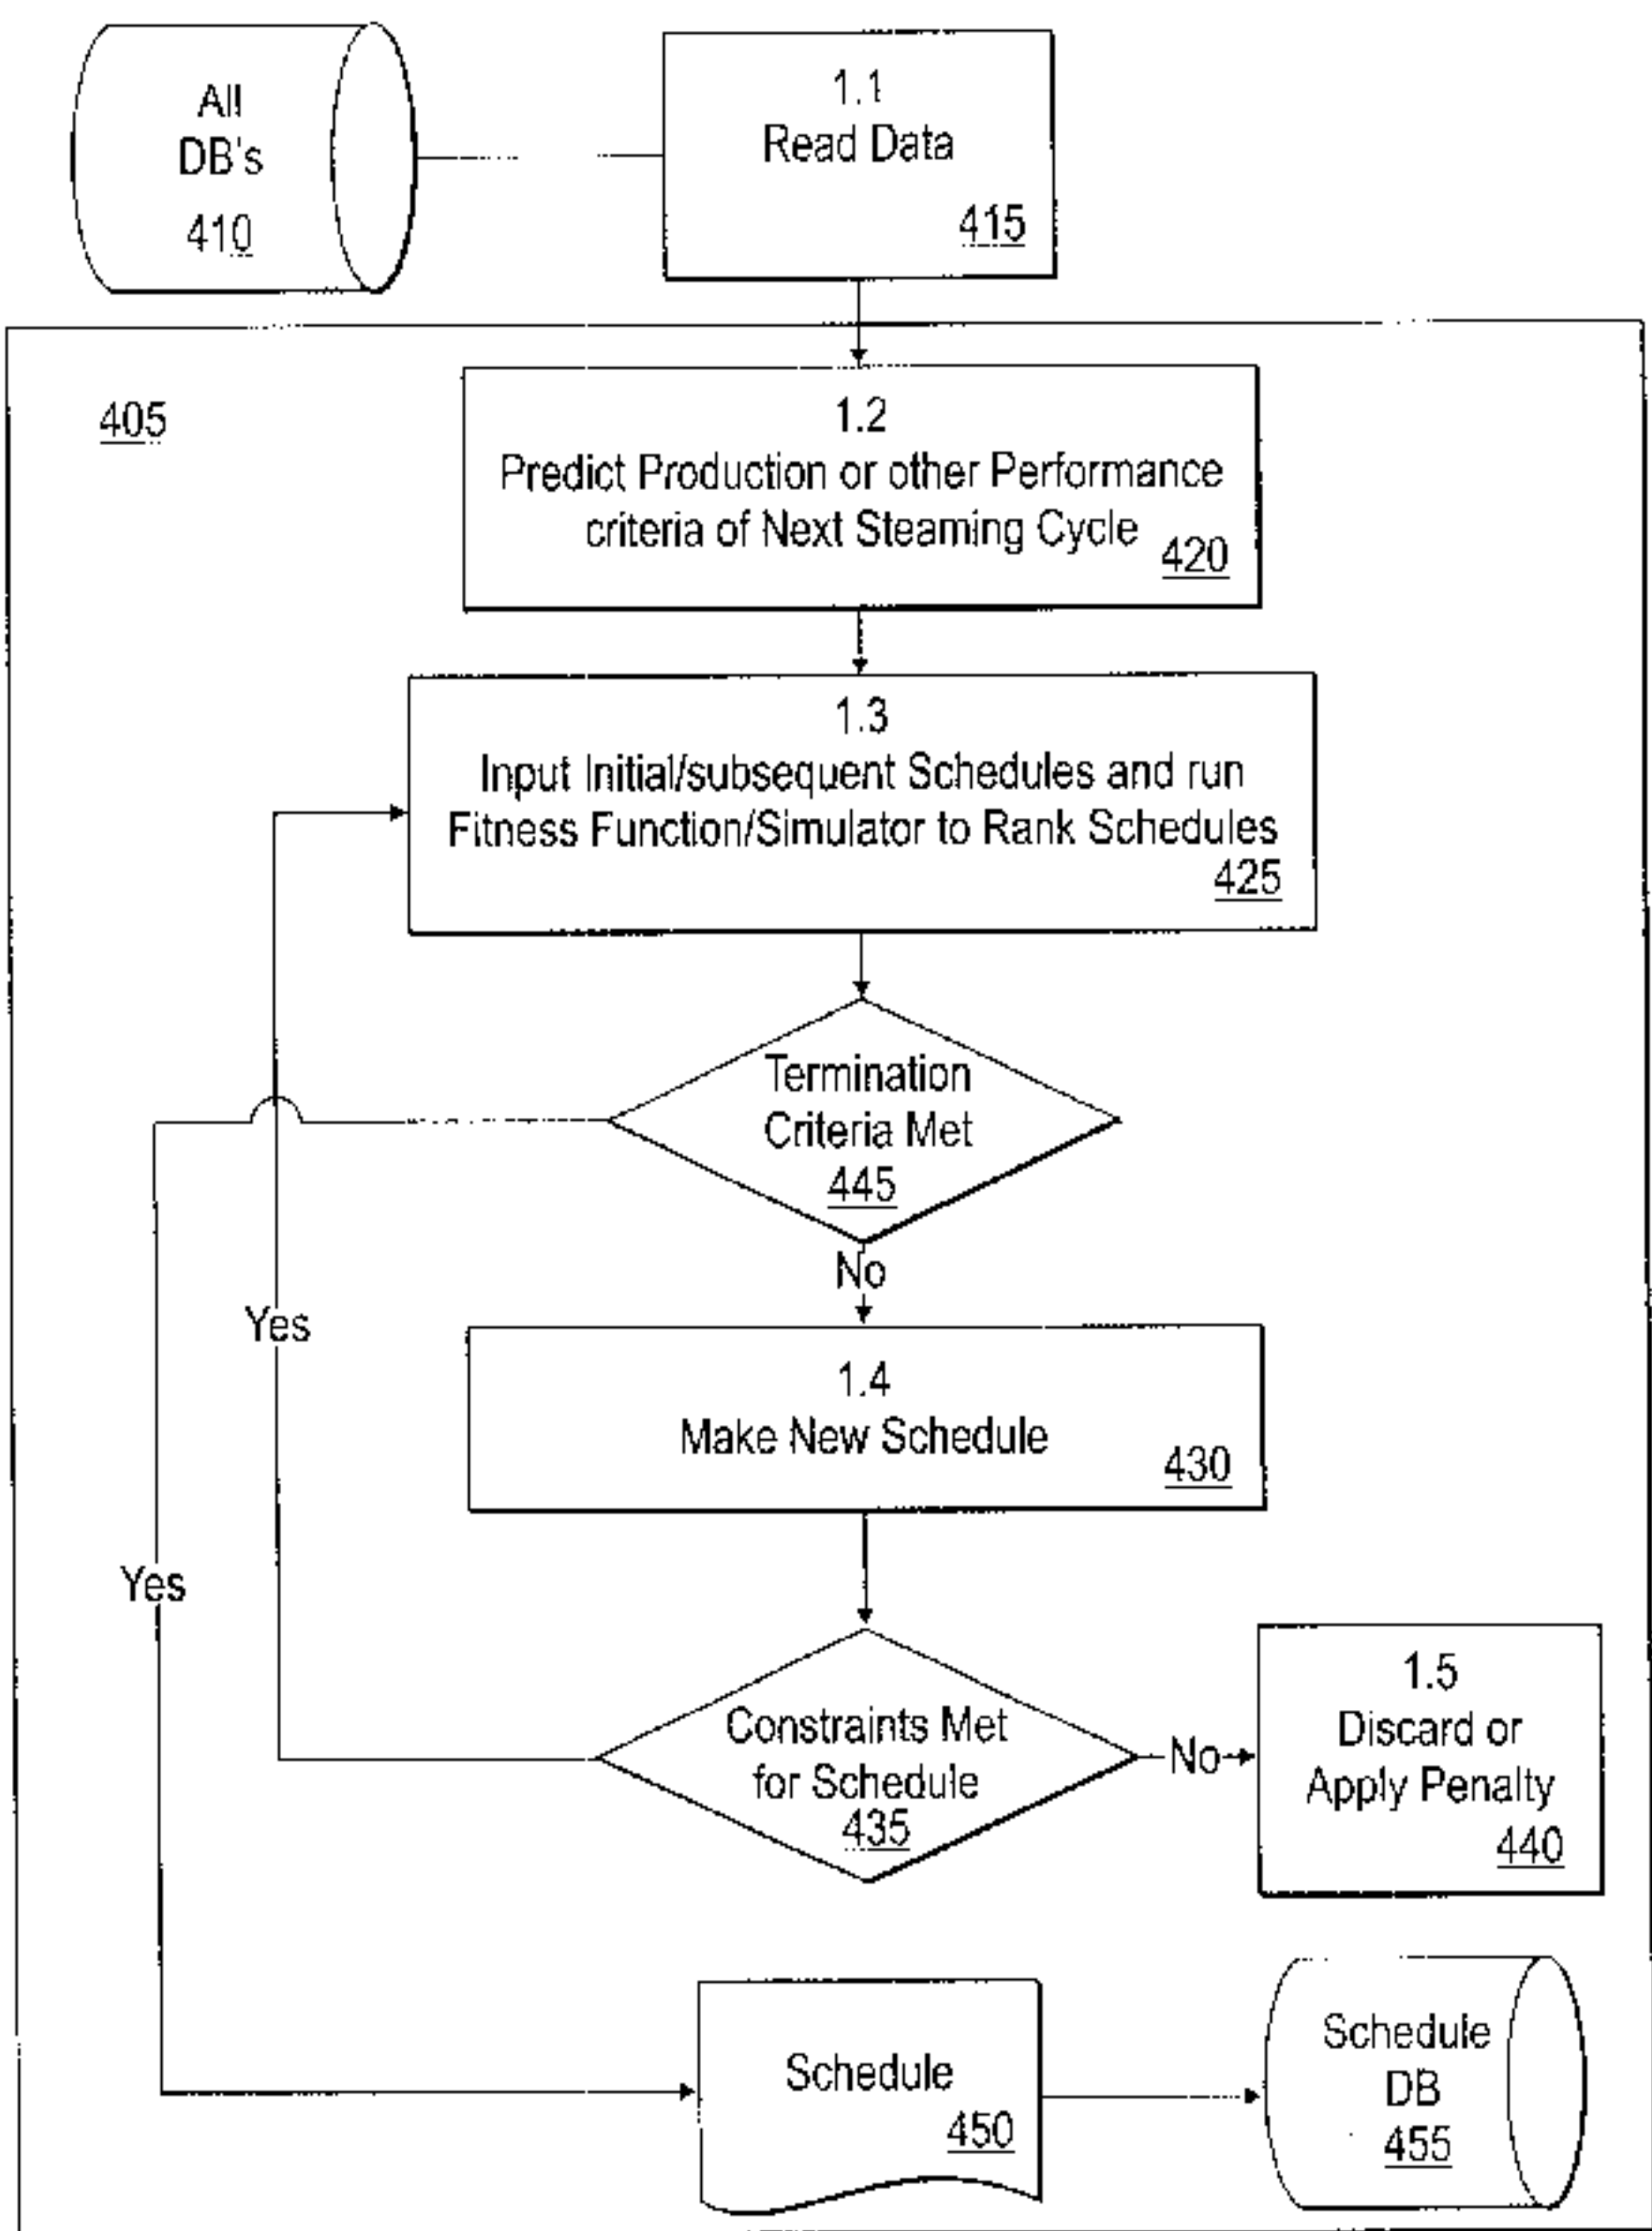 All
DB's
410
1.1
Read Data
415
405
1.2
Predict Production or other Performance
criteria of Next Steaming Cycle
420
1.3
Input Initial/subsequent Schedules and run
Fitness Function/Simulator to Rank Schedules
425
Termination
Criteria Met
445
No
Yes
1.4
Make New Schedule
430
Yes
Constraints Met
for Schedule
435
No
1.5
Discard or
Apply Penalty
440
Schedule
450
Schedule
DB
455